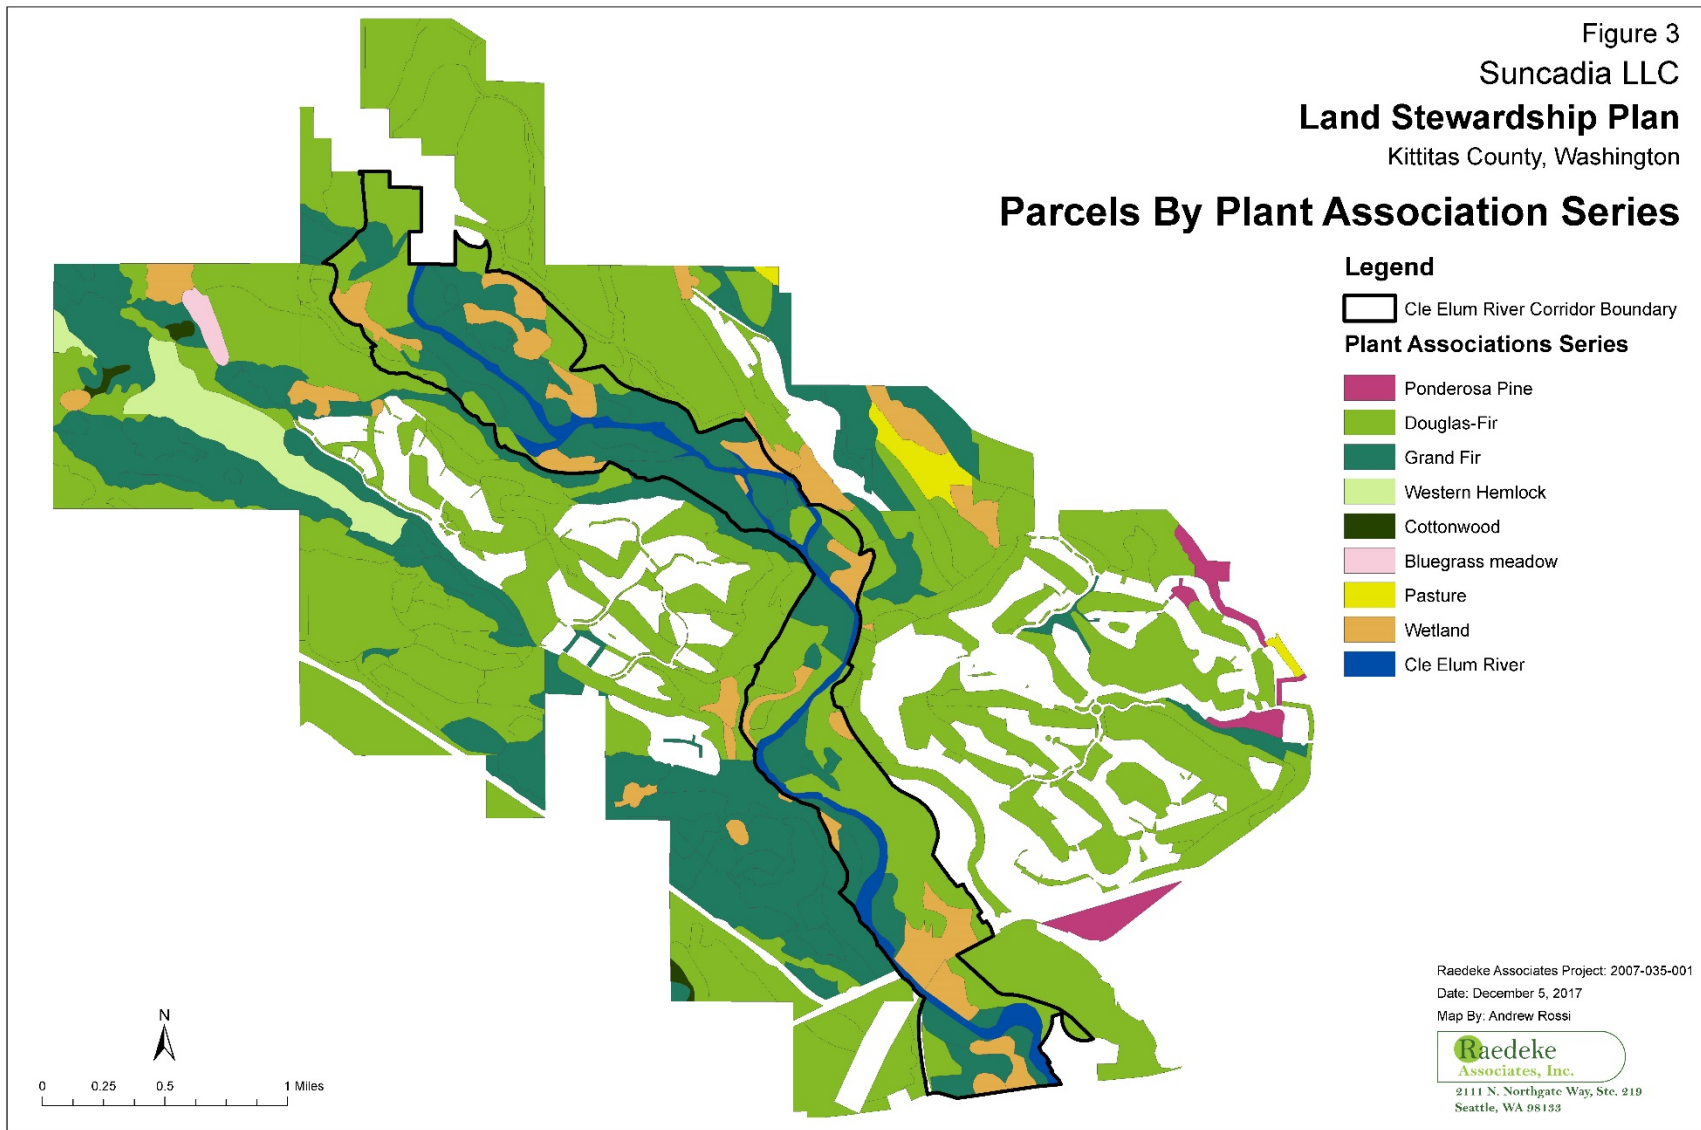 Figure 3
Suncadia LLC
Land Stewardship Plan
Kittitas County, Washington
Parcels By Plant Association Series
Legend
Cle Elum River Corridor Boundary
Plant Associations Series
Ponderosa Pine
Douglas-Fir
Grand Fir
Western Hemlock
Cottonwood
Bluegrass meadow
Pasture
Wetland
Cle Elum River
N
0 0.25 0.5 1 Miles
Raedeke Associates Project: 2007-035-001
Date: December 5, 2017
Map By: Andrew Rossi
Raedeke
Associates, Inc.
2111 N. Northgate Way, Ste. 219
Seattle, WA 98133